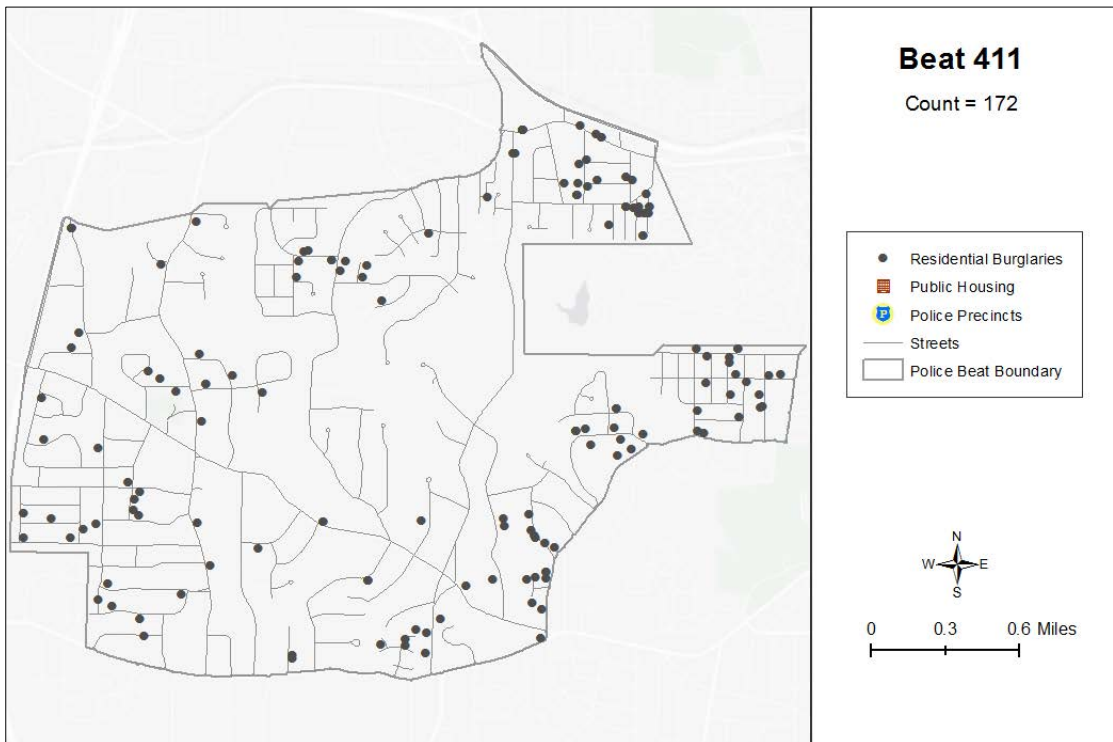 Beat 411
Count = 172
Residential Burglaries
Public Housing
P
Police Precincts
Streets
Police Beat Boundary
N
W E
S
0 0.3 0.6 Miles